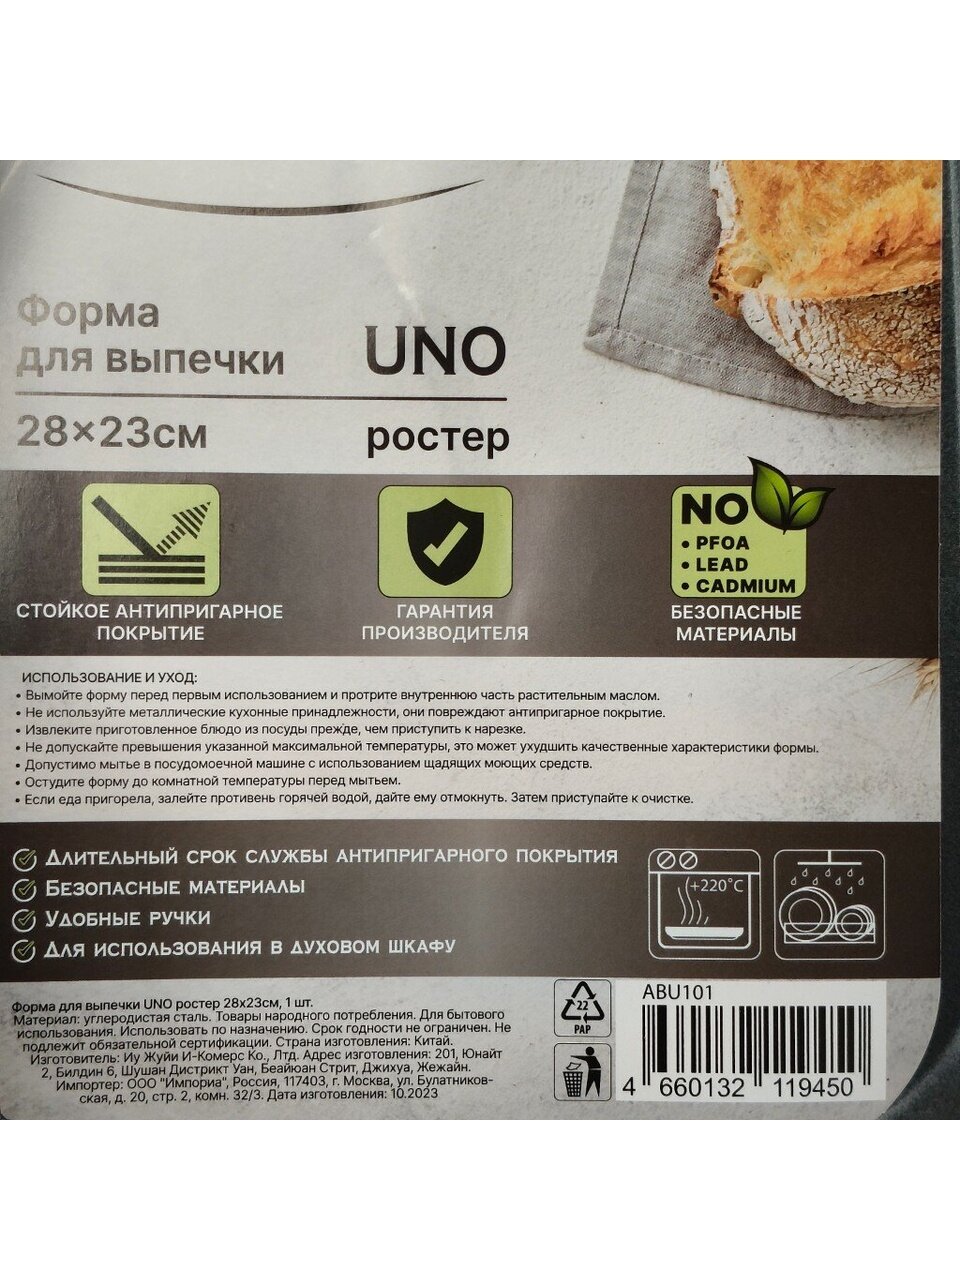 Форма
для выпечки
28×23см
UNO
ростер
СТОЙКОЕ АНТИПРИГАРНОЕ
ПОКРЫТИЕ
ГАРАНТИЯ
ПРОИЗВОДИТЕЛЯ
NO
• PFOA
• LEAD
• CADMIUM
БЕЗОПАСНЫЕ
МАТЕРИАЛЫ
ИСПОЛЬЗОВАНИЕ И УХОД:
• Вымойте форму перед первым использованием и протрите внутреннюю часть растительным маслом.
• Не используйте металлические кухонные принадлежности, они повреждают антипригарное покрытие.
• Извлеките приготовленное блюдо из посуды прежде, чем приступить к нарезке.
• Не допускайте превышения указанной максимальной температуры, это может ухудшить качественные характеристики формы.
• Допустимо мытье в посудомоечной машине с использованием щадящих моющих средств.
• Остудите форму до комнатной температуры перед мытьем.
• Если еда пригорела, залейте противень горячей водой, дайте ему отмокнуть. Затем приступайте к очистке.
Длительный срок службы антипригарного покрытия
Безопасные материалы
Удобные ручки
Для использования в духовом шкафу
+220°C
Форма для выпечки UNO ростер 28х23см, 1 шт.
Материал: углеродистая сталь. Товары народного потребления. Для бытового
использования. Использовать по назначению. Срок годности не ограничен. Не
подлежит обязательной сертификации. Страна изготовления: Китай.
Изготовитель: Иу Жуйи И-Комерс Ко., Лтд. Адрес изготовления: 201, Юнайт
2, Билдин 6, Шушан Дистрикт Уан, Беайюан Стрит, Джихуа, Жежайн.
Импортер: ООО "Импориа", Россия, 117403, г. Москва, ул. Булатников-
ская, д. 20, стр. 2, комн. 32/3. Дата изготовления: 10.2023
22
PAP
ABU101
4 660132 119450